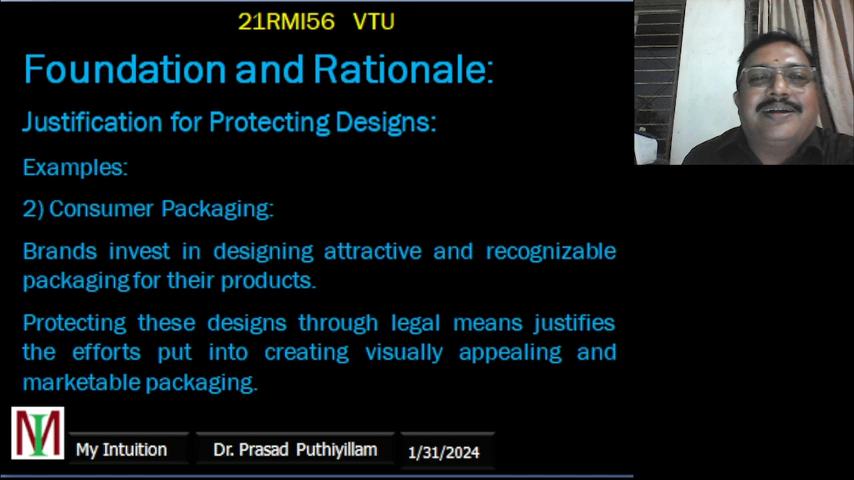 21RMI56 VTU
Foundation and Rationale:
Justification for Protecting Designs:
Examples:
2) Consumer Packaging:
Brands invest in designing attractive and recognizable
packaging for their products.
Protecting these designs through legal means justifies
the efforts put into creating visually appealing and
marketable packaging.
MI
My Intuition
Dr. Prasad Puthiyillam
1/31/2024